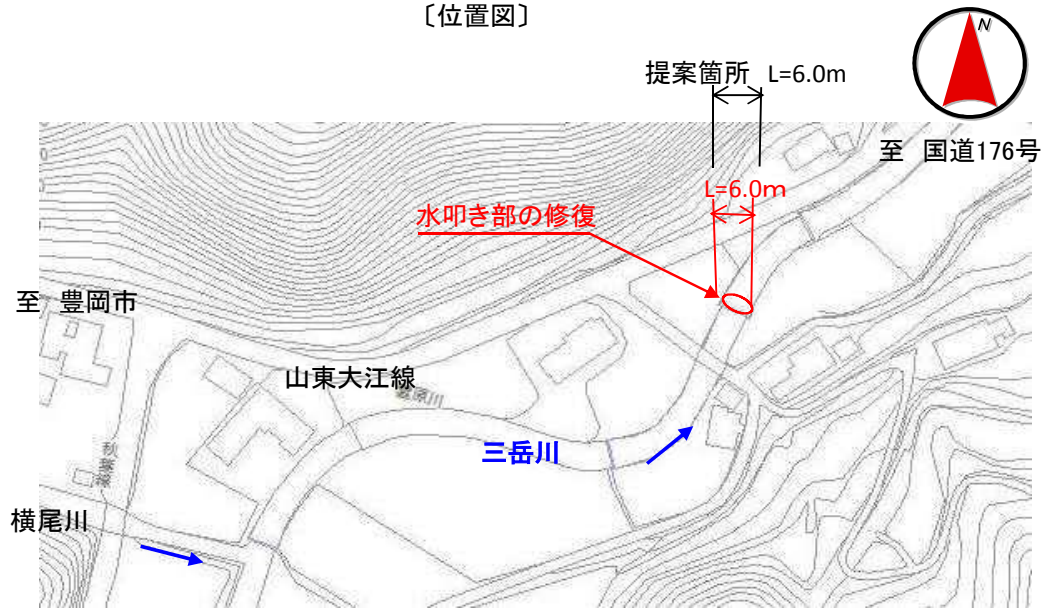 〔位置図〕
N
提案箇所 L=6.0m
至 国道176号
L=6.0m
水叩き部の修復
至 豊岡市
山東大江線
三岳川
横尾川